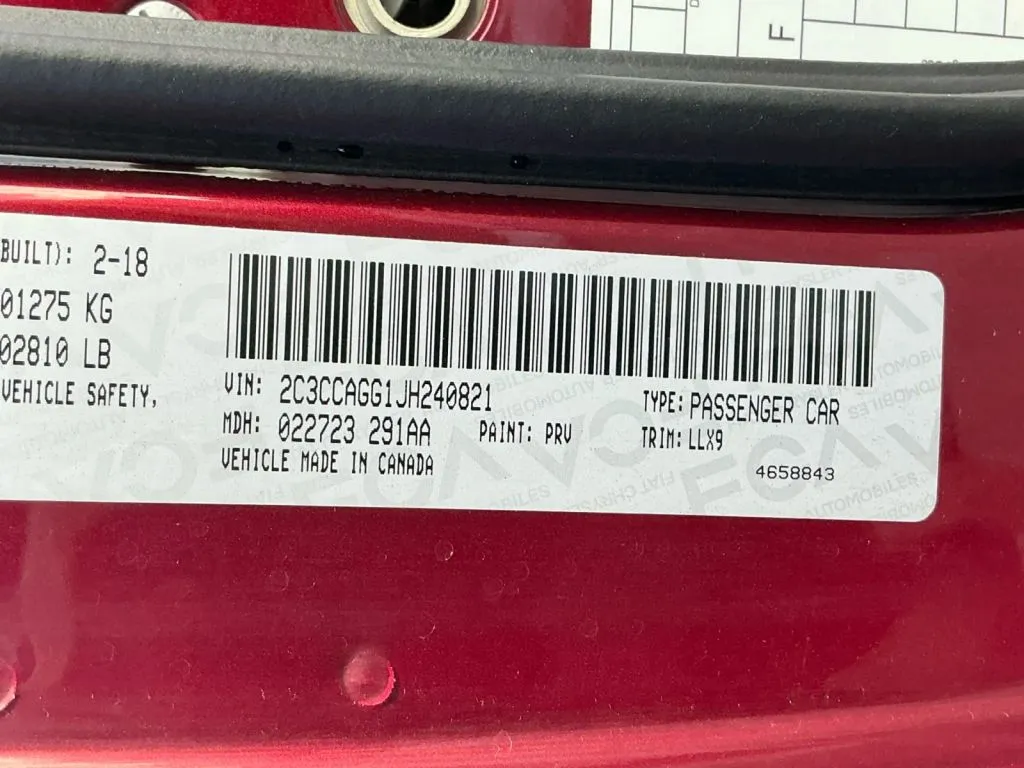 F
BUILT): 2-18
01275 KG
02810 LB
VEHICLE SAFETY,
VIN: 2C3CCAGG1JH240821
TYPE: PASSENGER CAR
MDH: 022723 291AA PAINT: PRV TRIM: LLX9
VEHICLE MADE IN CANADA
4658843